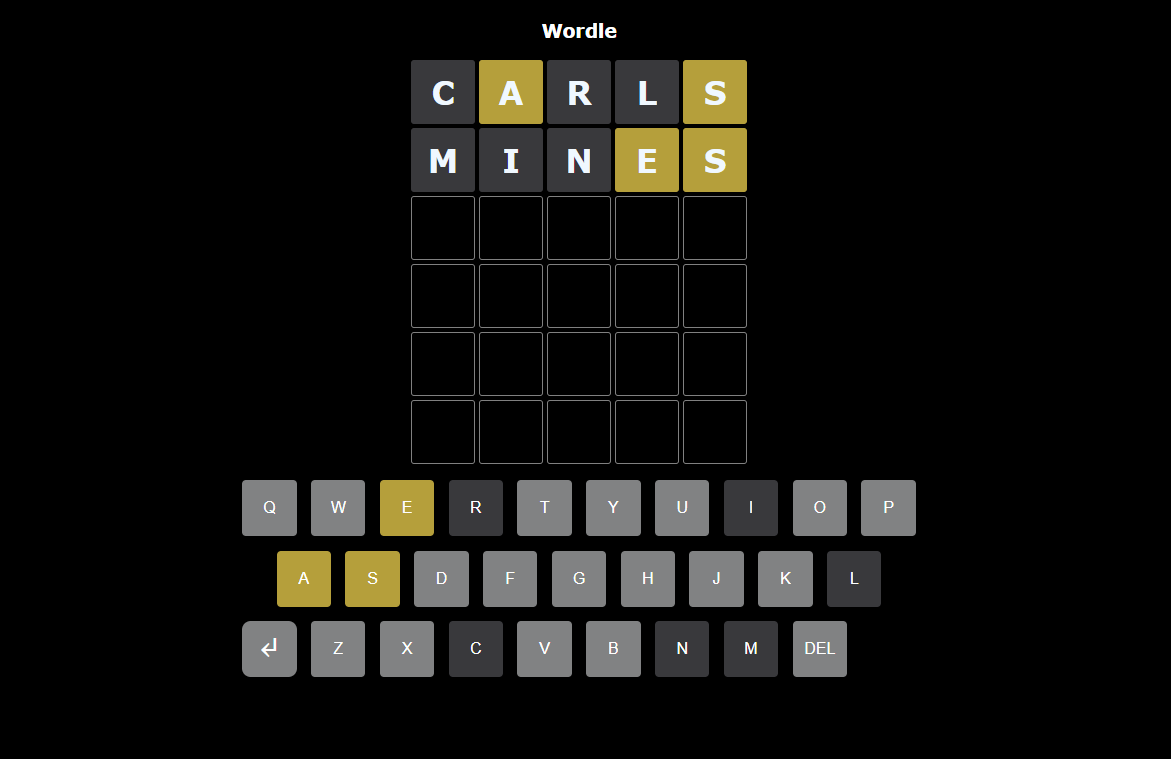 Wordle
C A R L S
M I N E S
Q W E R T Y U I O P
A S D F G H J K L
↵ Z X C V B N M DEL